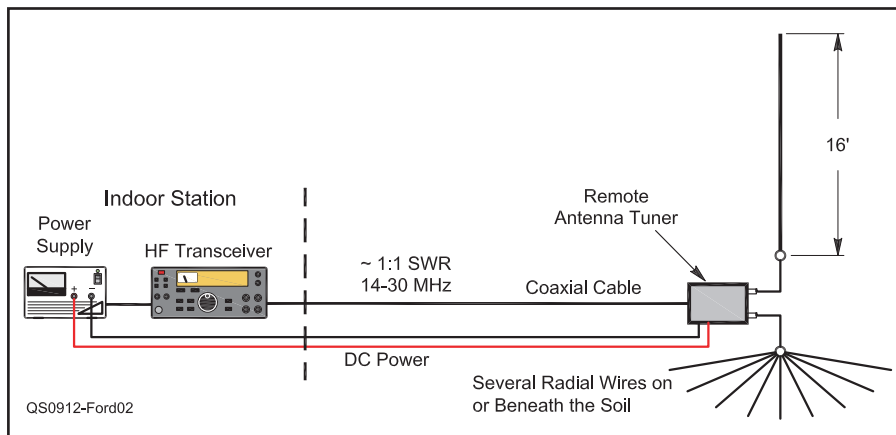 Indoor Station
Power
Supply
+ −
HF Transceiver
~ 1:1 SWR
14-30 MHz
Coaxial Cable
Remote
Antenna Tuner
16'
DC Power
Several Radial Wires on
or Beneath the Soil
QS0912-Ford02